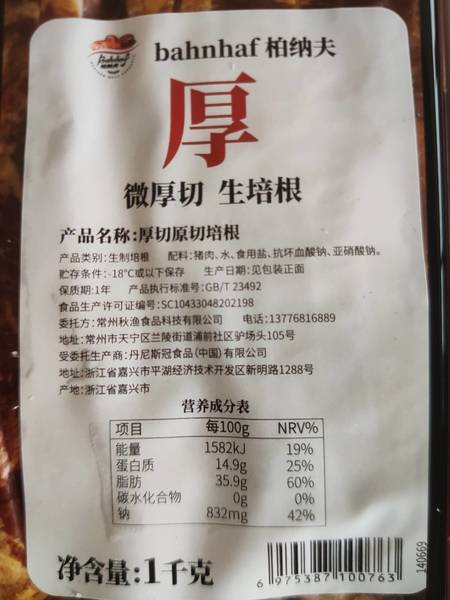 bahnhaf 柏纳夫
厚
微厚切 生培根
产品名称:厚切原切培根
产品类别:生制培根 配料:猪肉、水、食用盐、抗坏血酸钠、亚硝酸钠。
贮存条件:-18℃或以下保存 生产日期:见包装正面
保质期:1年 产品执行标准号:GB/T 23492
食品生产许可证编号:SC10433048202198
委托方:常州秋渔食品科技有限公司 电话:13776816889
地址:常州市天宁区兰陵街道浦前社区驴场头105号
受委托生产商:丹尼斯冠食品(中国)有限公司
地址:浙江省嘉兴市平湖经济技术开发区新明路1288号
产地:浙江省嘉兴市
营养成分表
项目 每100g NRV%
能量 1582kJ 19%
蛋白质 14.9g 25%
脂肪 35.9g 60%
碳水化合物 0g 0%
钠 832mg 42%
净含量:1千克
6 975387 100763
140669